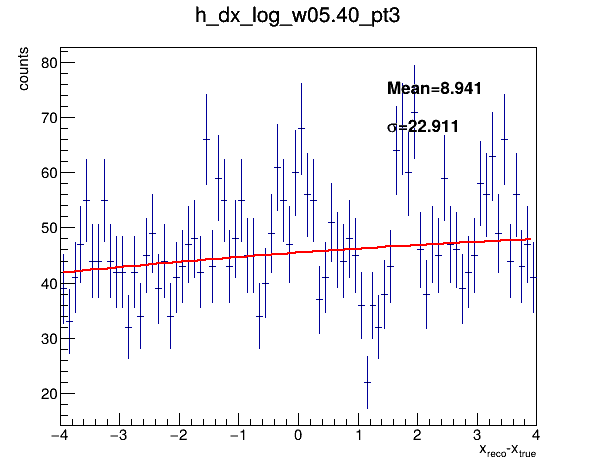 h_dx_log_w05.40_pt3
counts
80
70
60
50
40
30
20
Mean=8.941
σ=22.911
−4 −3 −2 −1 0 1 2 3 4
x_reco-x_true